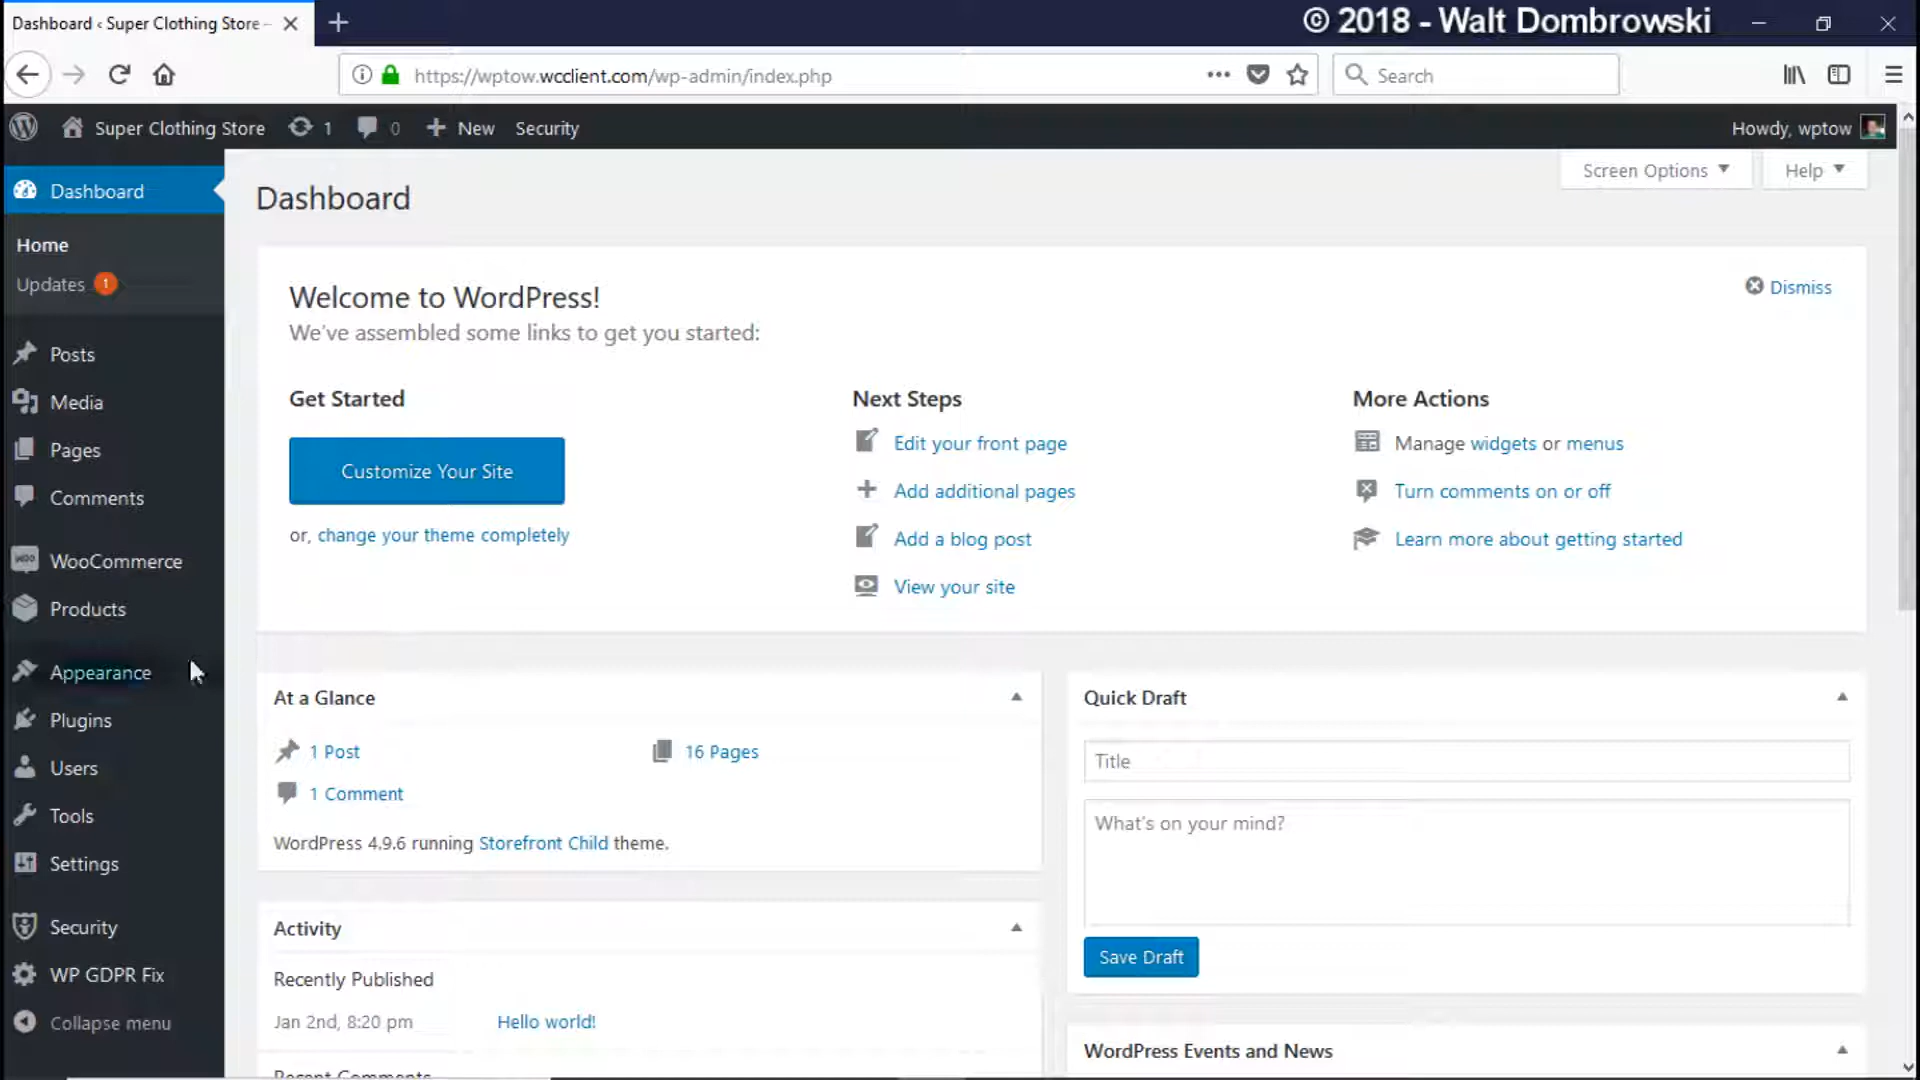 Dashboard ‹ Super Clothing Store –
© 2018 - Walt Dombrowski
https://wptow.wcclient.com/wp-admin/index.php
Search
Super Clothing Store 1 0 New Security
Howdy, wptow
Dashboard
Home
Updates 1
Posts
Media
Pages
Comments
WooCommerce
Products
Appearance
Plugins
Users
Tools
Settings
Security
WP GDPR Fix
Collapse menu
Screen Options
Help
Dashboard
Welcome to WordPress!
Dismiss
We've assembled some links to get you started:
Get Started
Customize Your Site
or, change your theme completely
Next Steps
Edit your front page
Add additional pages
Add a blog post
View your site
More Actions
Manage widgets or menus
Turn comments on or off
Learn more about getting started
At a Glance
1 Post
16 Pages
1 Comment
WordPress 4.9.6 running Storefront Child theme.
Activity
Recently Published
Jan 2nd, 8:20 pm Hello world!
Recent Comments
Quick Draft
Title
What's on your mind?
Save Draft
WordPress Events and News